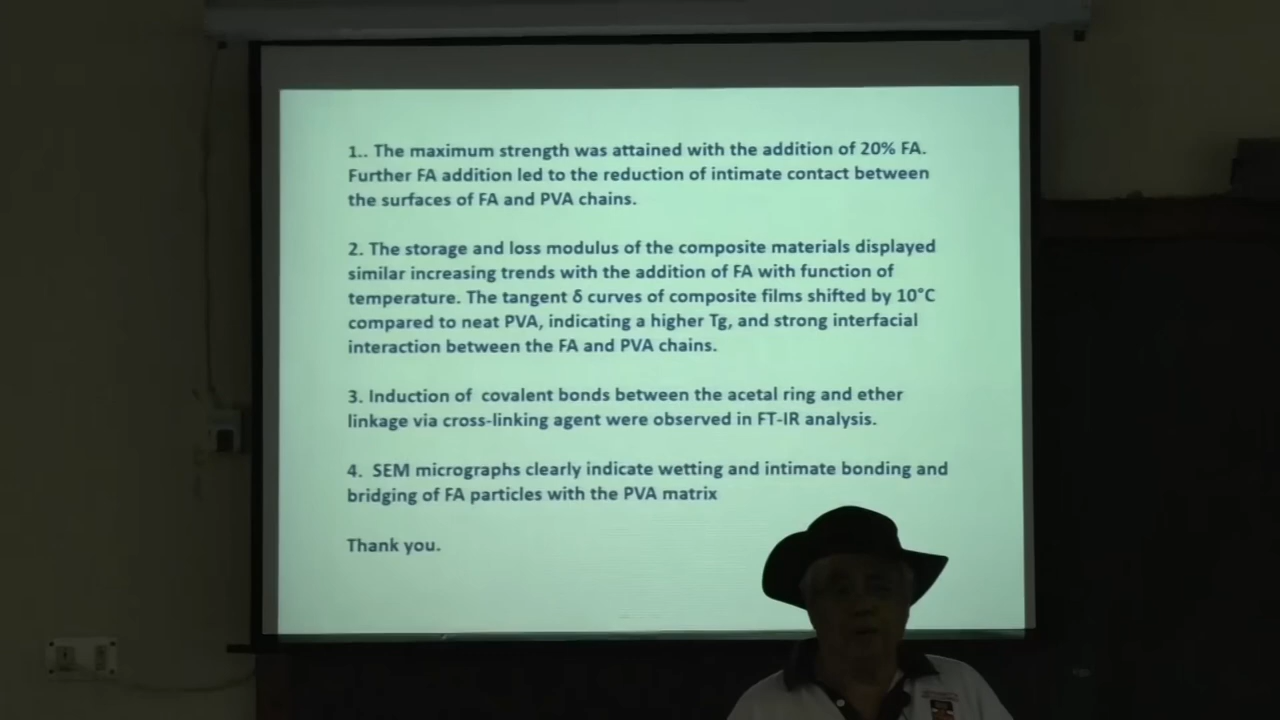 1.. The maximum strength was attained with the addition of 20% FA.
Further FA addition led to the reduction of intimate contact between
the surfaces of FA and PVA chains.
2. The storage and loss modulus of the composite materials displayed
similar increasing trends with the addition of FA with function of
temperature. The tangent δ curves of composite films shifted by 10°C
compared to neat PVA, indicating a higher Tg, and strong interfacial
interaction between the FA and PVA chains.
3. Induction of covalent bonds between the acetal ring and ether
linkage via cross-linking agent were observed in FT-IR analysis.
4. SEM micrographs clearly indicate wetting and intimate bonding and
bridging of FA particles with the PVA matrix
Thank you.